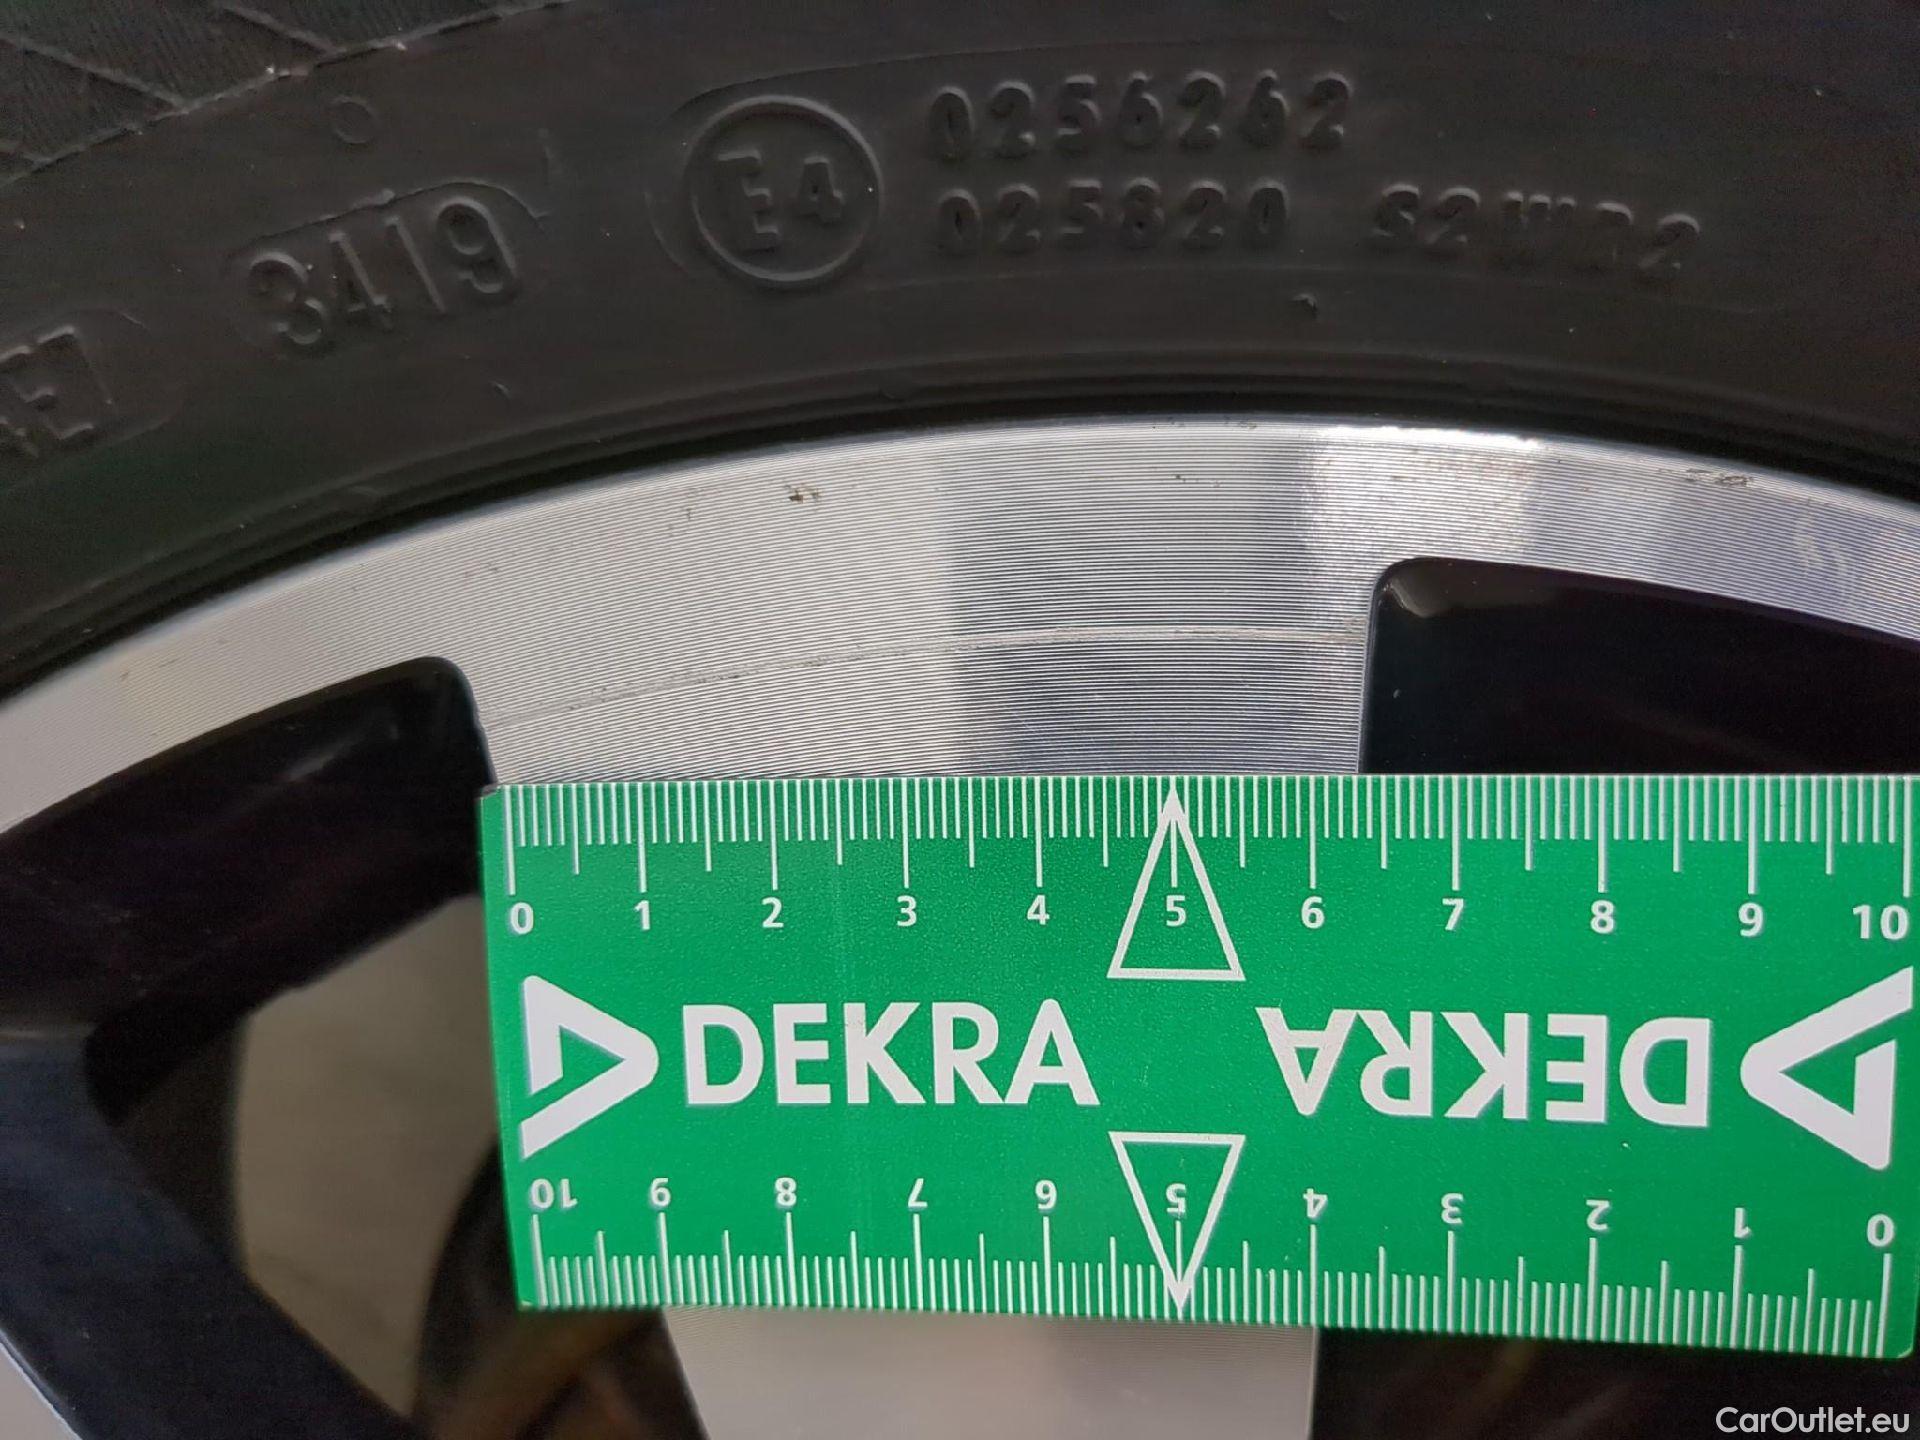 0256262
3419 E4 025820 S2WR2
4E7
0 1 2 3 4 5 6 7 8 9 10
DEKRA DEKRA
10 9 8 7 6 5 4 3 2 1 0
CarOutlet.eu